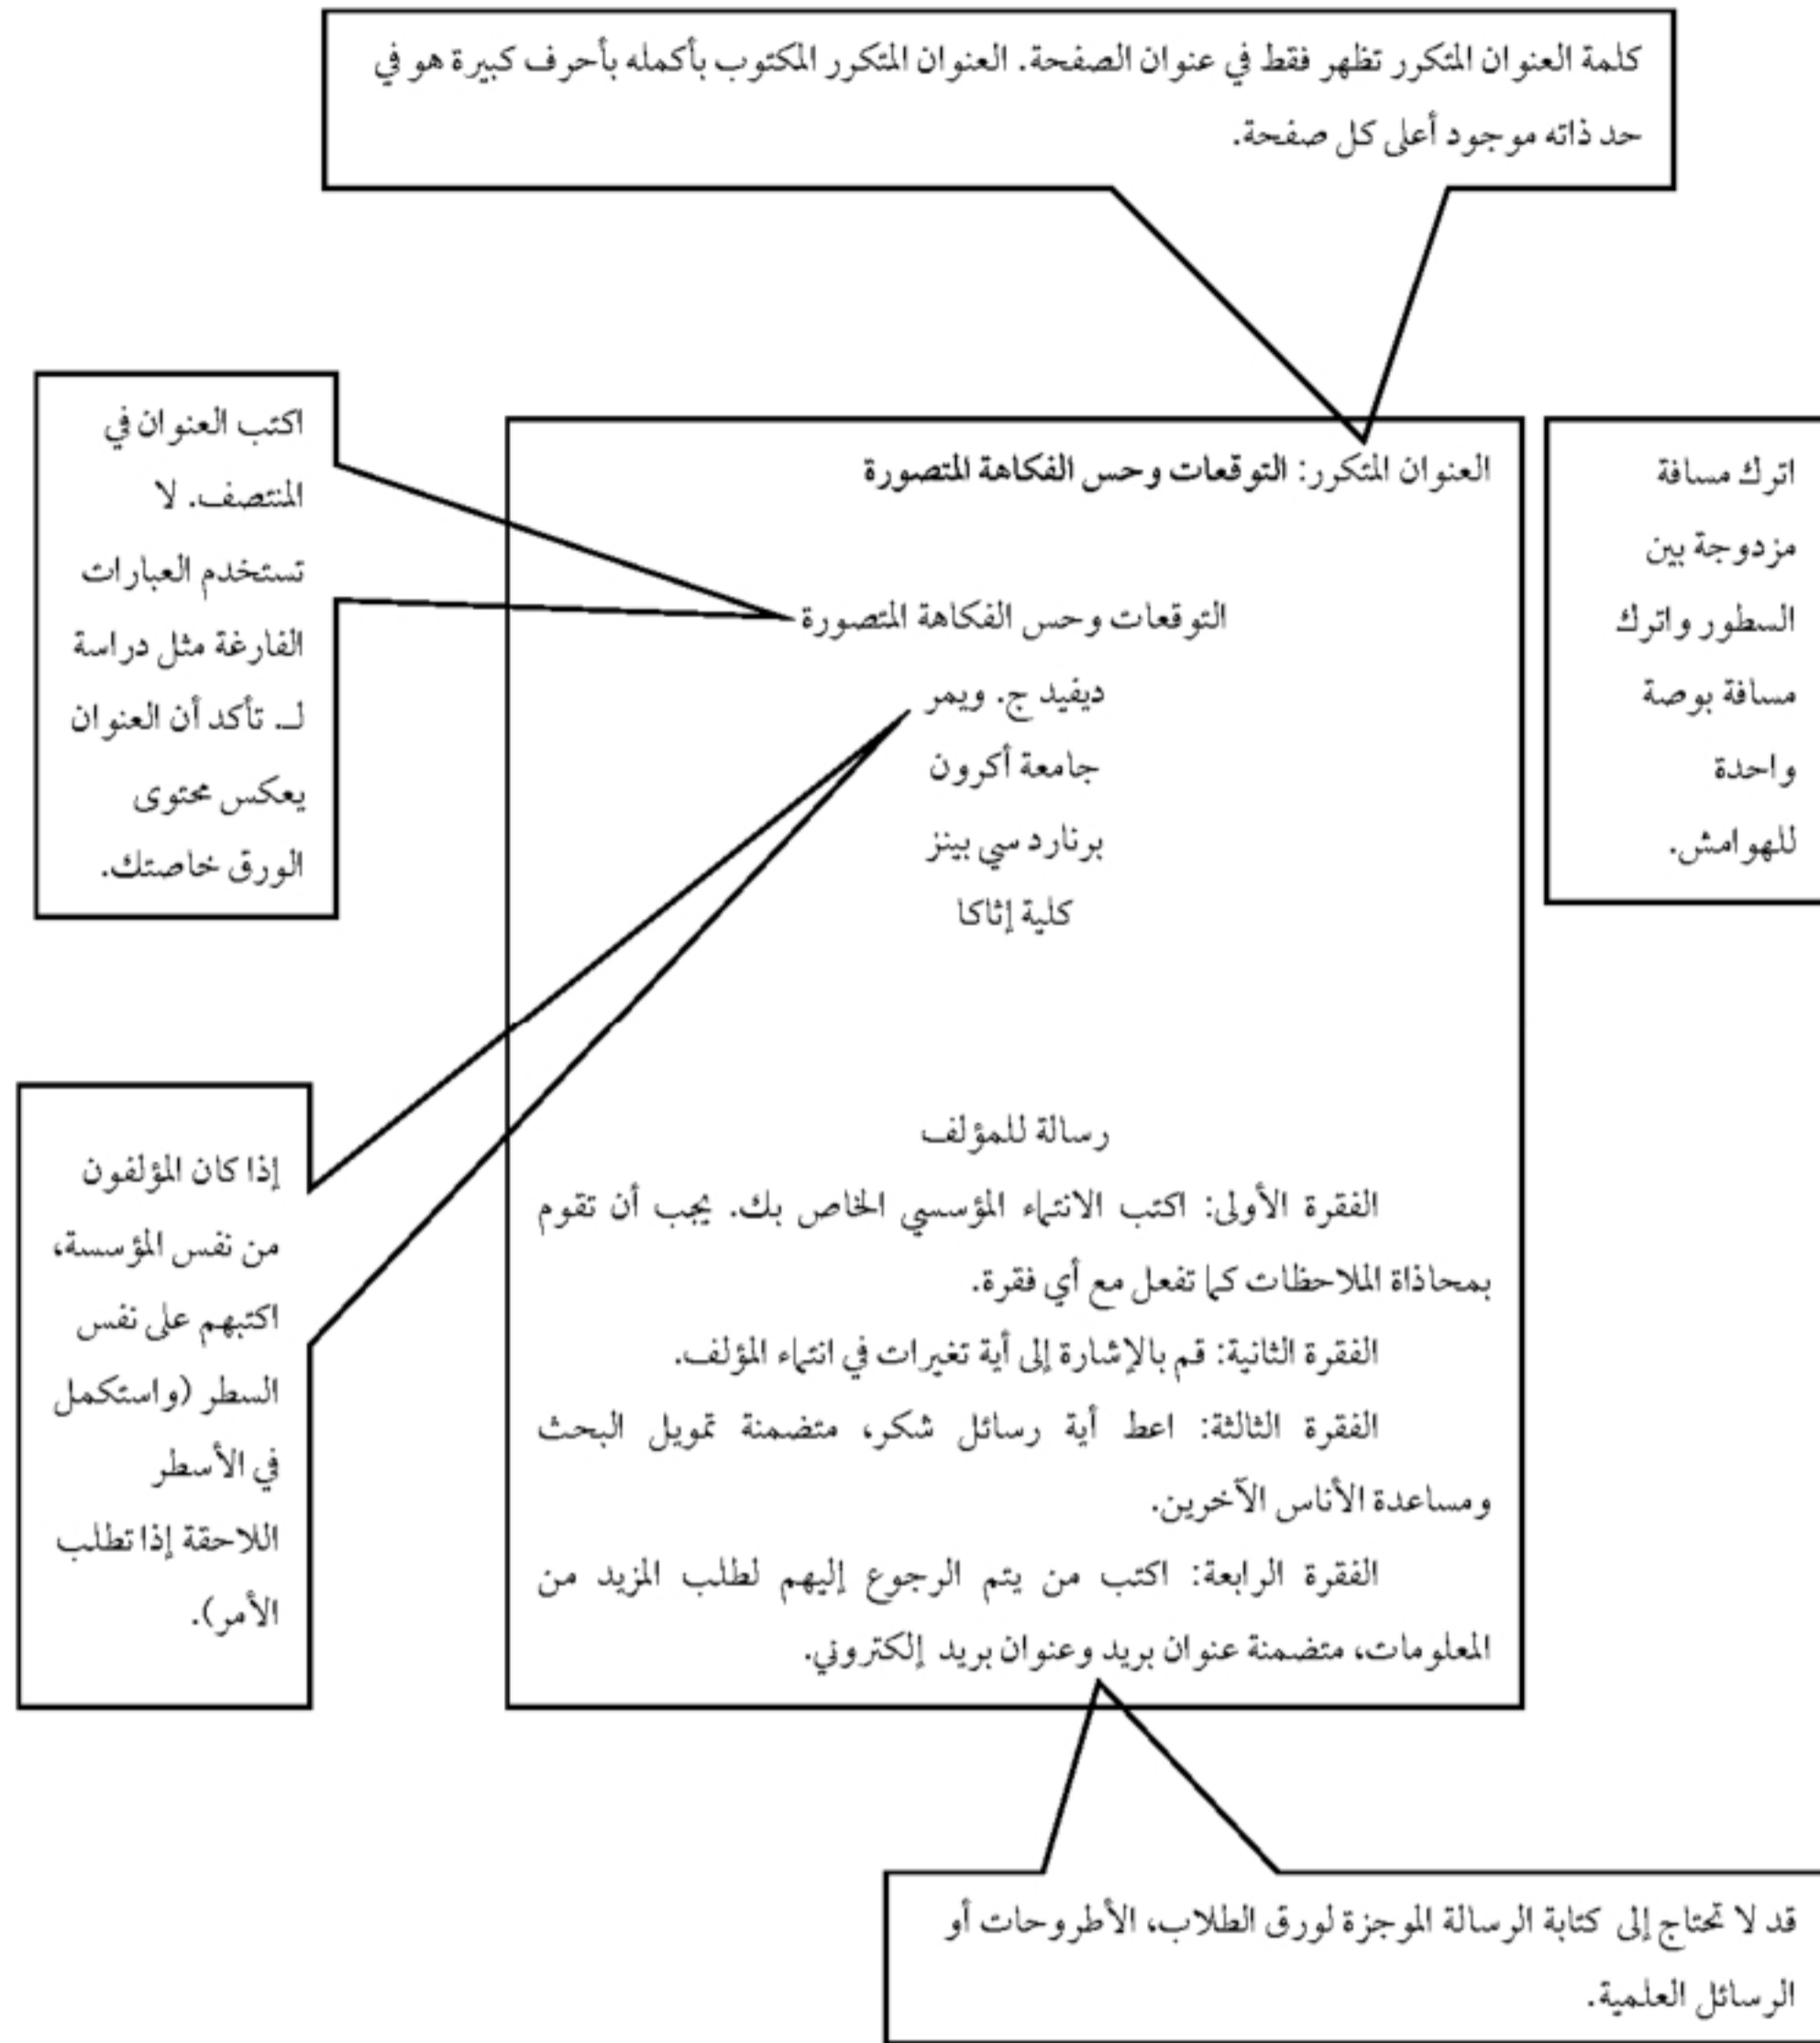 كلمة العنوان المتكرر تظهر فقط في عنوان الصفحة. العنوان المتكرر المكتوب بأكمله بأحرف كبيرة هو في
حد ذاته موجود أعلى كل صفحة.
اكتب العنوان في
المنتصف. لا
تستخدم العبارات
الفارغة مثل دراسة
لـ. تأكد أن العنوان
يعكس محتوى
الورق خاصتك.
العنوان المتكرر: التوقعات وحس الفكاهة المتصورة
التوقعات وحس الفكاهة المتصورة
ديفيد ج. ويمر
جامعة أكرون
برنارد سي بينز
كلية إثاكا
رسالة للمؤلف
الفقرة الأولى: اكتب الانتماء المؤسسي الخاص بك. يجب أن تقوم
بمحاذاة الملاحظات كما تفعل مع أي فقرة.
الفقرة الثانية: قم بالإشارة إلى أية تغيرات في انتماء المؤلف.
الفقرة الثالثة: اعط أية رسائل شكر، متضمنة تمويل البحث
ومساعدة الأناس الآخرين.
الفقرة الرابعة: اكتب من يتم الرجوع إليهم لطلب المزيد من
المعلومات، متضمنة عنوان بريد وعنوان بريد إلكتروني.
اترك مسافة
مزدوجة بين
السطور واترك
مسافة بوصة
واحدة
للهوامش.
إذا كان المؤلفون
من نفس المؤسسة،
اكتبهم على نفس
السطر (واستكمل
في الأسطر
اللاحقة إذا تطلب
الأمر).
قد لا تحتاج إلى كتابة الرسالة الموجزة لورق الطلاب، الأطروحات أو
الرسائل العلمية.